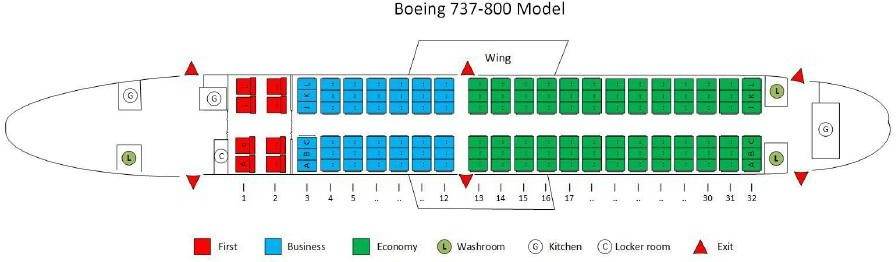 Boeing 737-800 Model
Wing
G
G
L
L
C
L
L
G
J K L
J K L
A B C
A B C
1 2 3 4 5 .. .. .. 12 13 14 15 16 17 .. .. .. .. .. 30 31 32
First Business Economy L Washroom G Kitchen C Locker room Exit